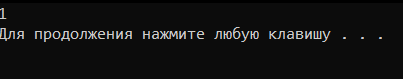 1
Для продолжения нажмите любую клавишу . . .